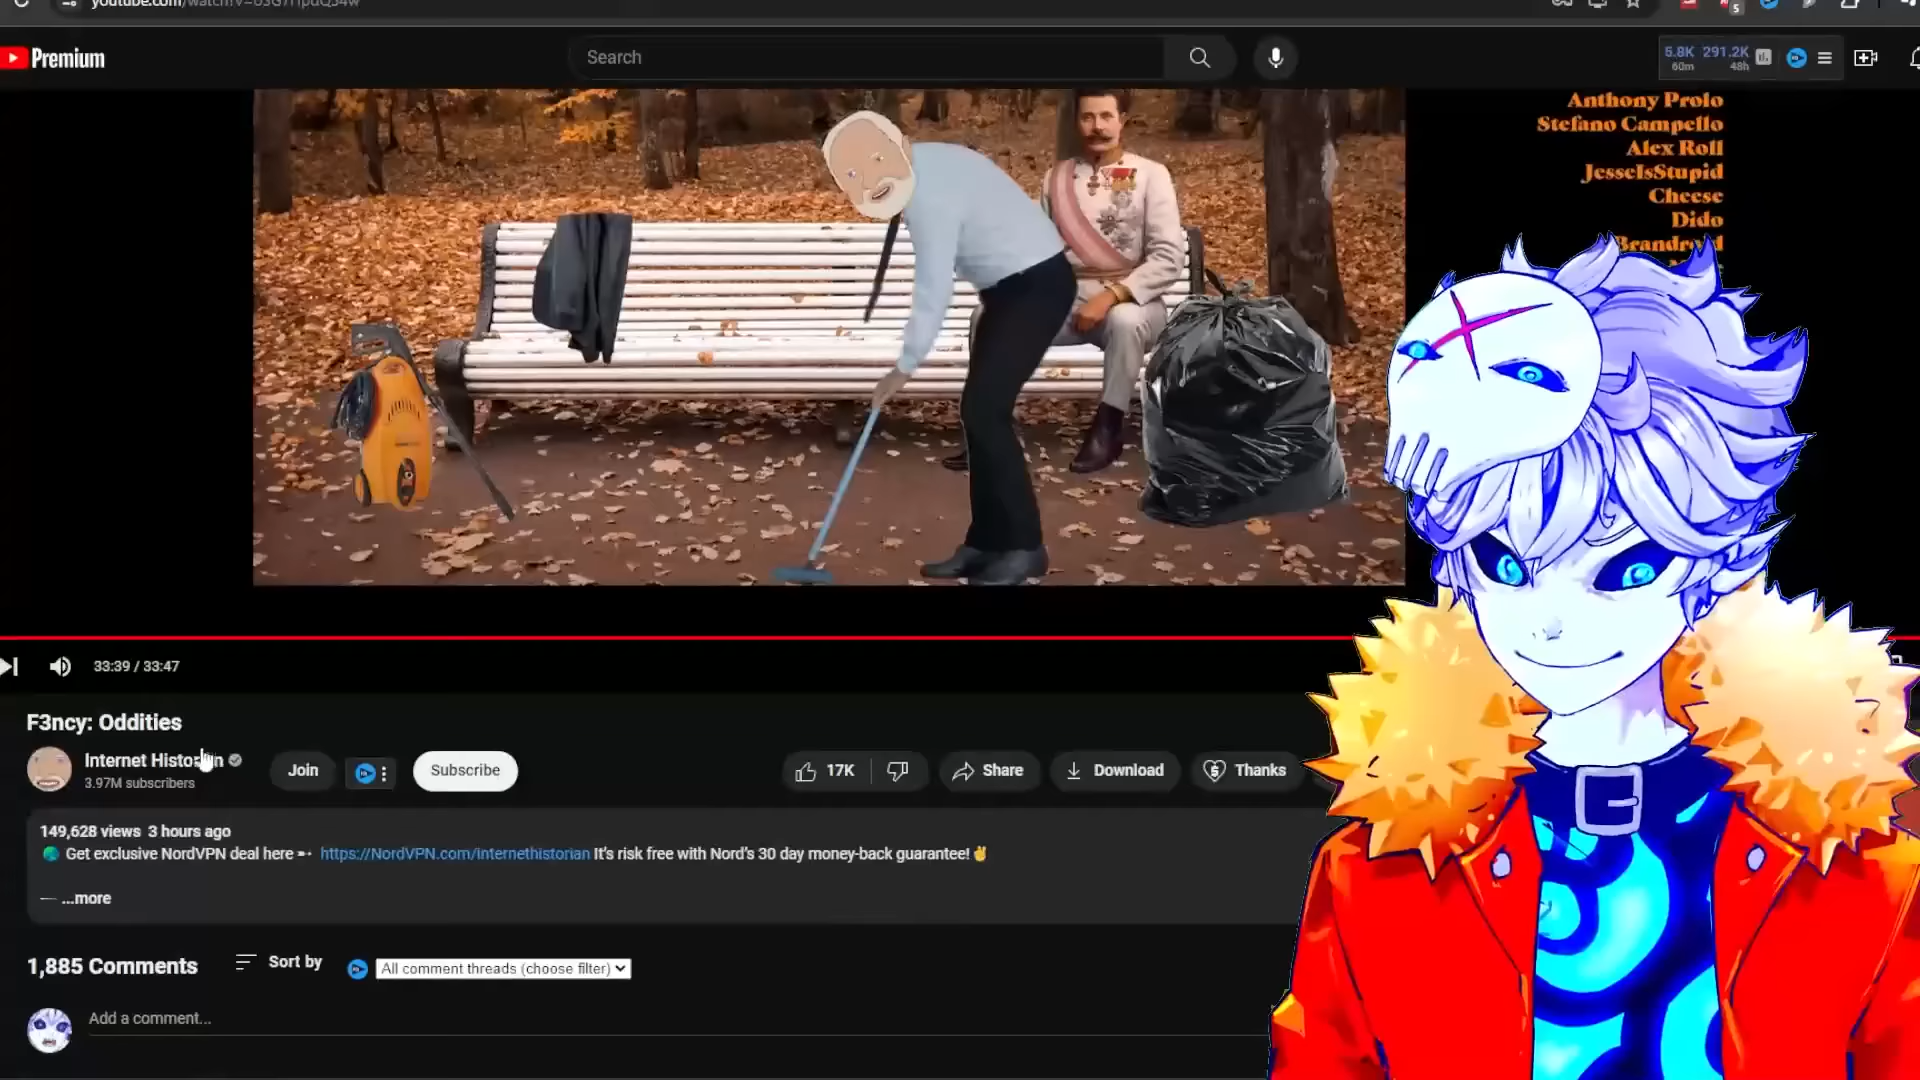 Premium
Search
5.8K 291.2K
60m 48h
5
Anthony Prolo
Stefano Campello
Alex Roll
JesseIsStupid
Cheese
Dido
33:39 / 33:47
F3ncy: Oddities
Internet Historian
3.97M subscribers
Join
Subscribe
17K
Share
Download
Thanks
149,628 views 3 hours ago
Get exclusive NordVPN deal here ➼ https://NordVPN.com/internethistorian It's risk free with Nord's 30 day money-back guarantee!
— ...more
1,885 Comments
Sort by
All comment threads (choose filter)
Add a comment...